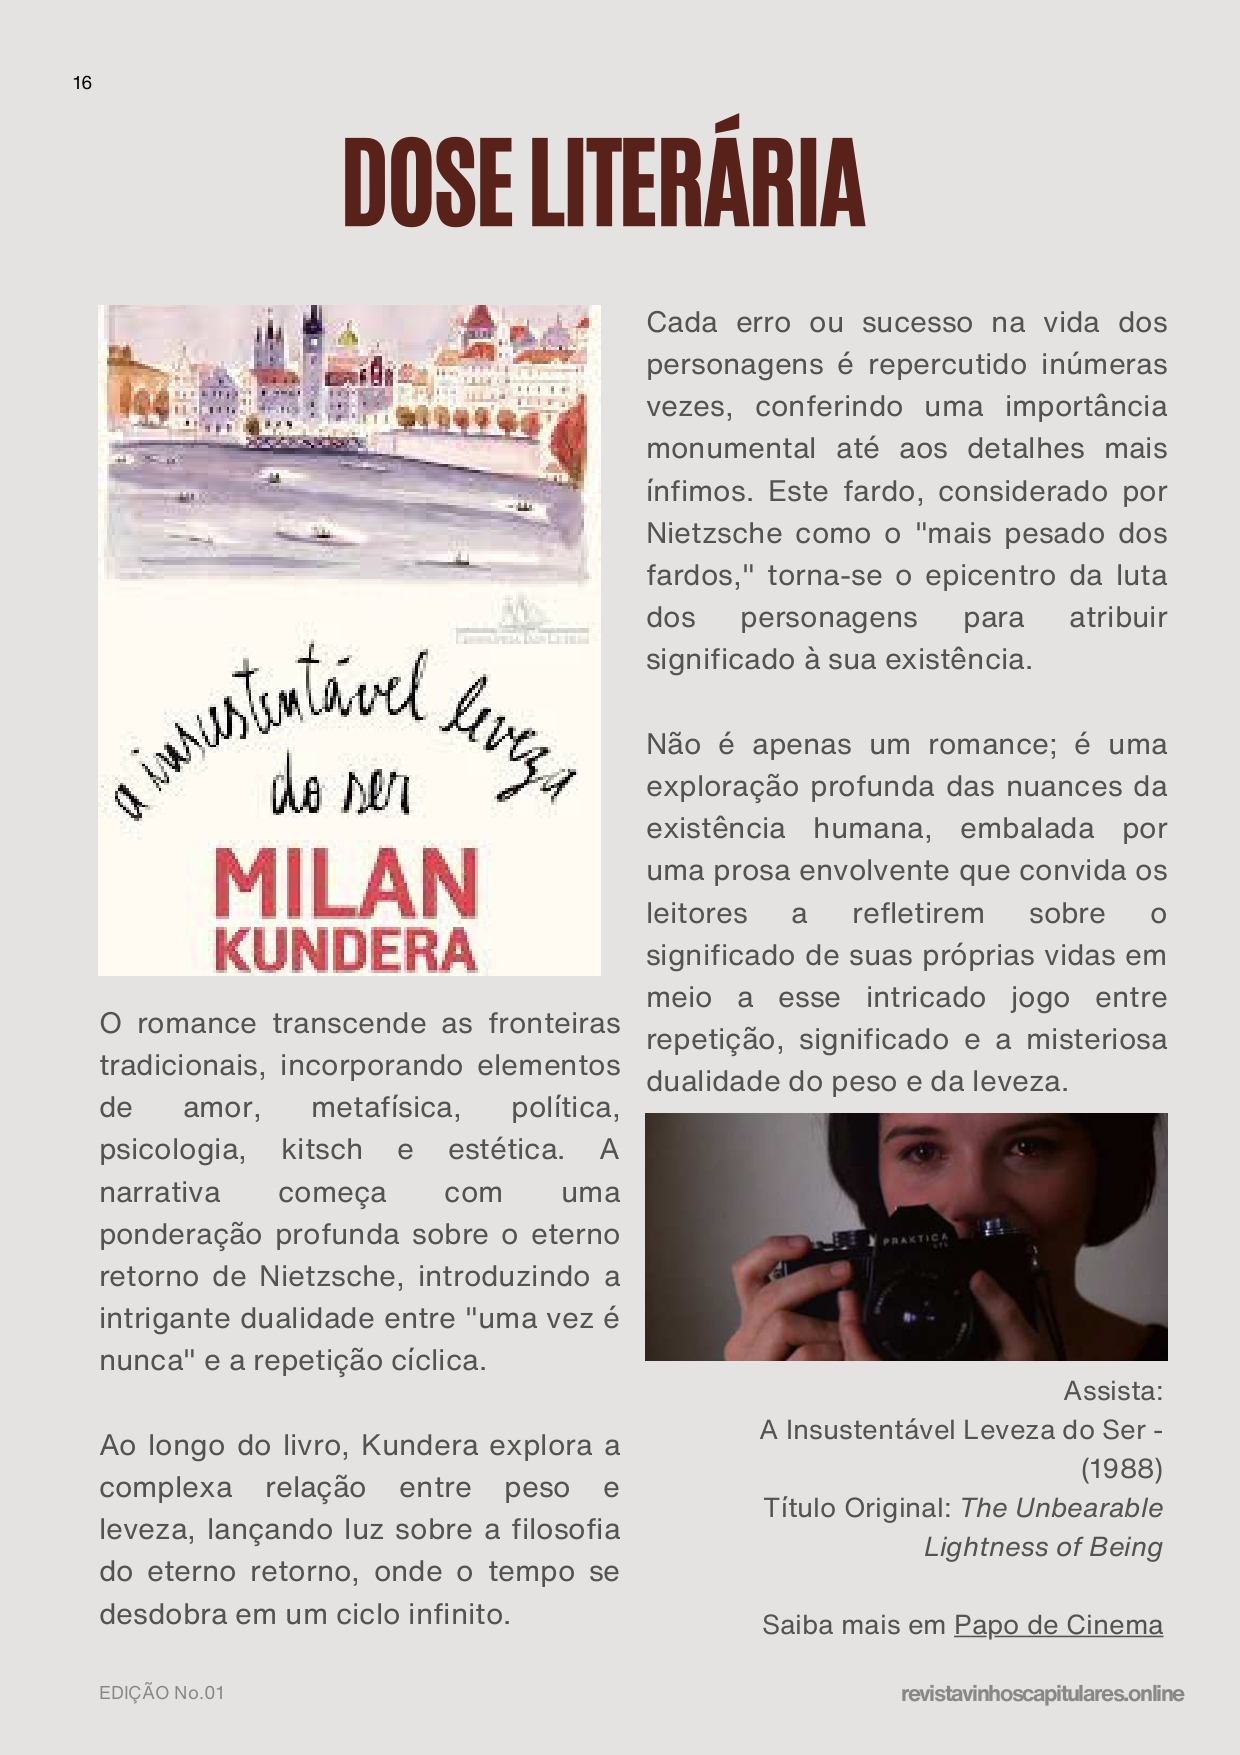 16
DOSE LITERÁRIA
a insustentável leveza
do ser
MILAN
KUNDERA
O romance transcende as fronteiras
tradicionais, incorporando elementos
de amor, metafísica, política,
psicologia, kitsch e estética. A
narrativa começa com uma
ponderação profunda sobre o eterno
retorno de Nietzsche, introduzindo a
intrigante dualidade entre "uma vez é
nunca" e a repetição cíclica.
Ao longo do livro, Kundera explora a
complexa relação entre peso e
leveza, lançando luz sobre a filosofia
do eterno retorno, onde o tempo se
desdobra em um ciclo infinito.
Cada erro ou sucesso na vida dos
personagens é repercutido inúmeras
vezes, conferindo uma importância
monumental até aos detalhes mais
ínfimos. Este fardo, considerado por
Nietzsche como o "mais pesado dos
fardos," torna-se o epicentro da luta
dos personagens para atribuir
significado à sua existência.
Não é apenas um romance; é uma
exploração profunda das nuances da
existência humana, embalada por
uma prosa envolvente que convida os
leitores a refletirem sobre o
significado de suas próprias vidas em
meio a esse intricado jogo entre
repetição, significado e a misteriosa
dualidade do peso e da leveza.
PRAKTICA
Assista:
A Insustentável Leveza do Ser -
(1988)
Título Original: The Unbearable
Lightness of Being
Saiba mais em Papo de Cinema
EDIÇÃO No.01
revistavinhoscapitulares.online